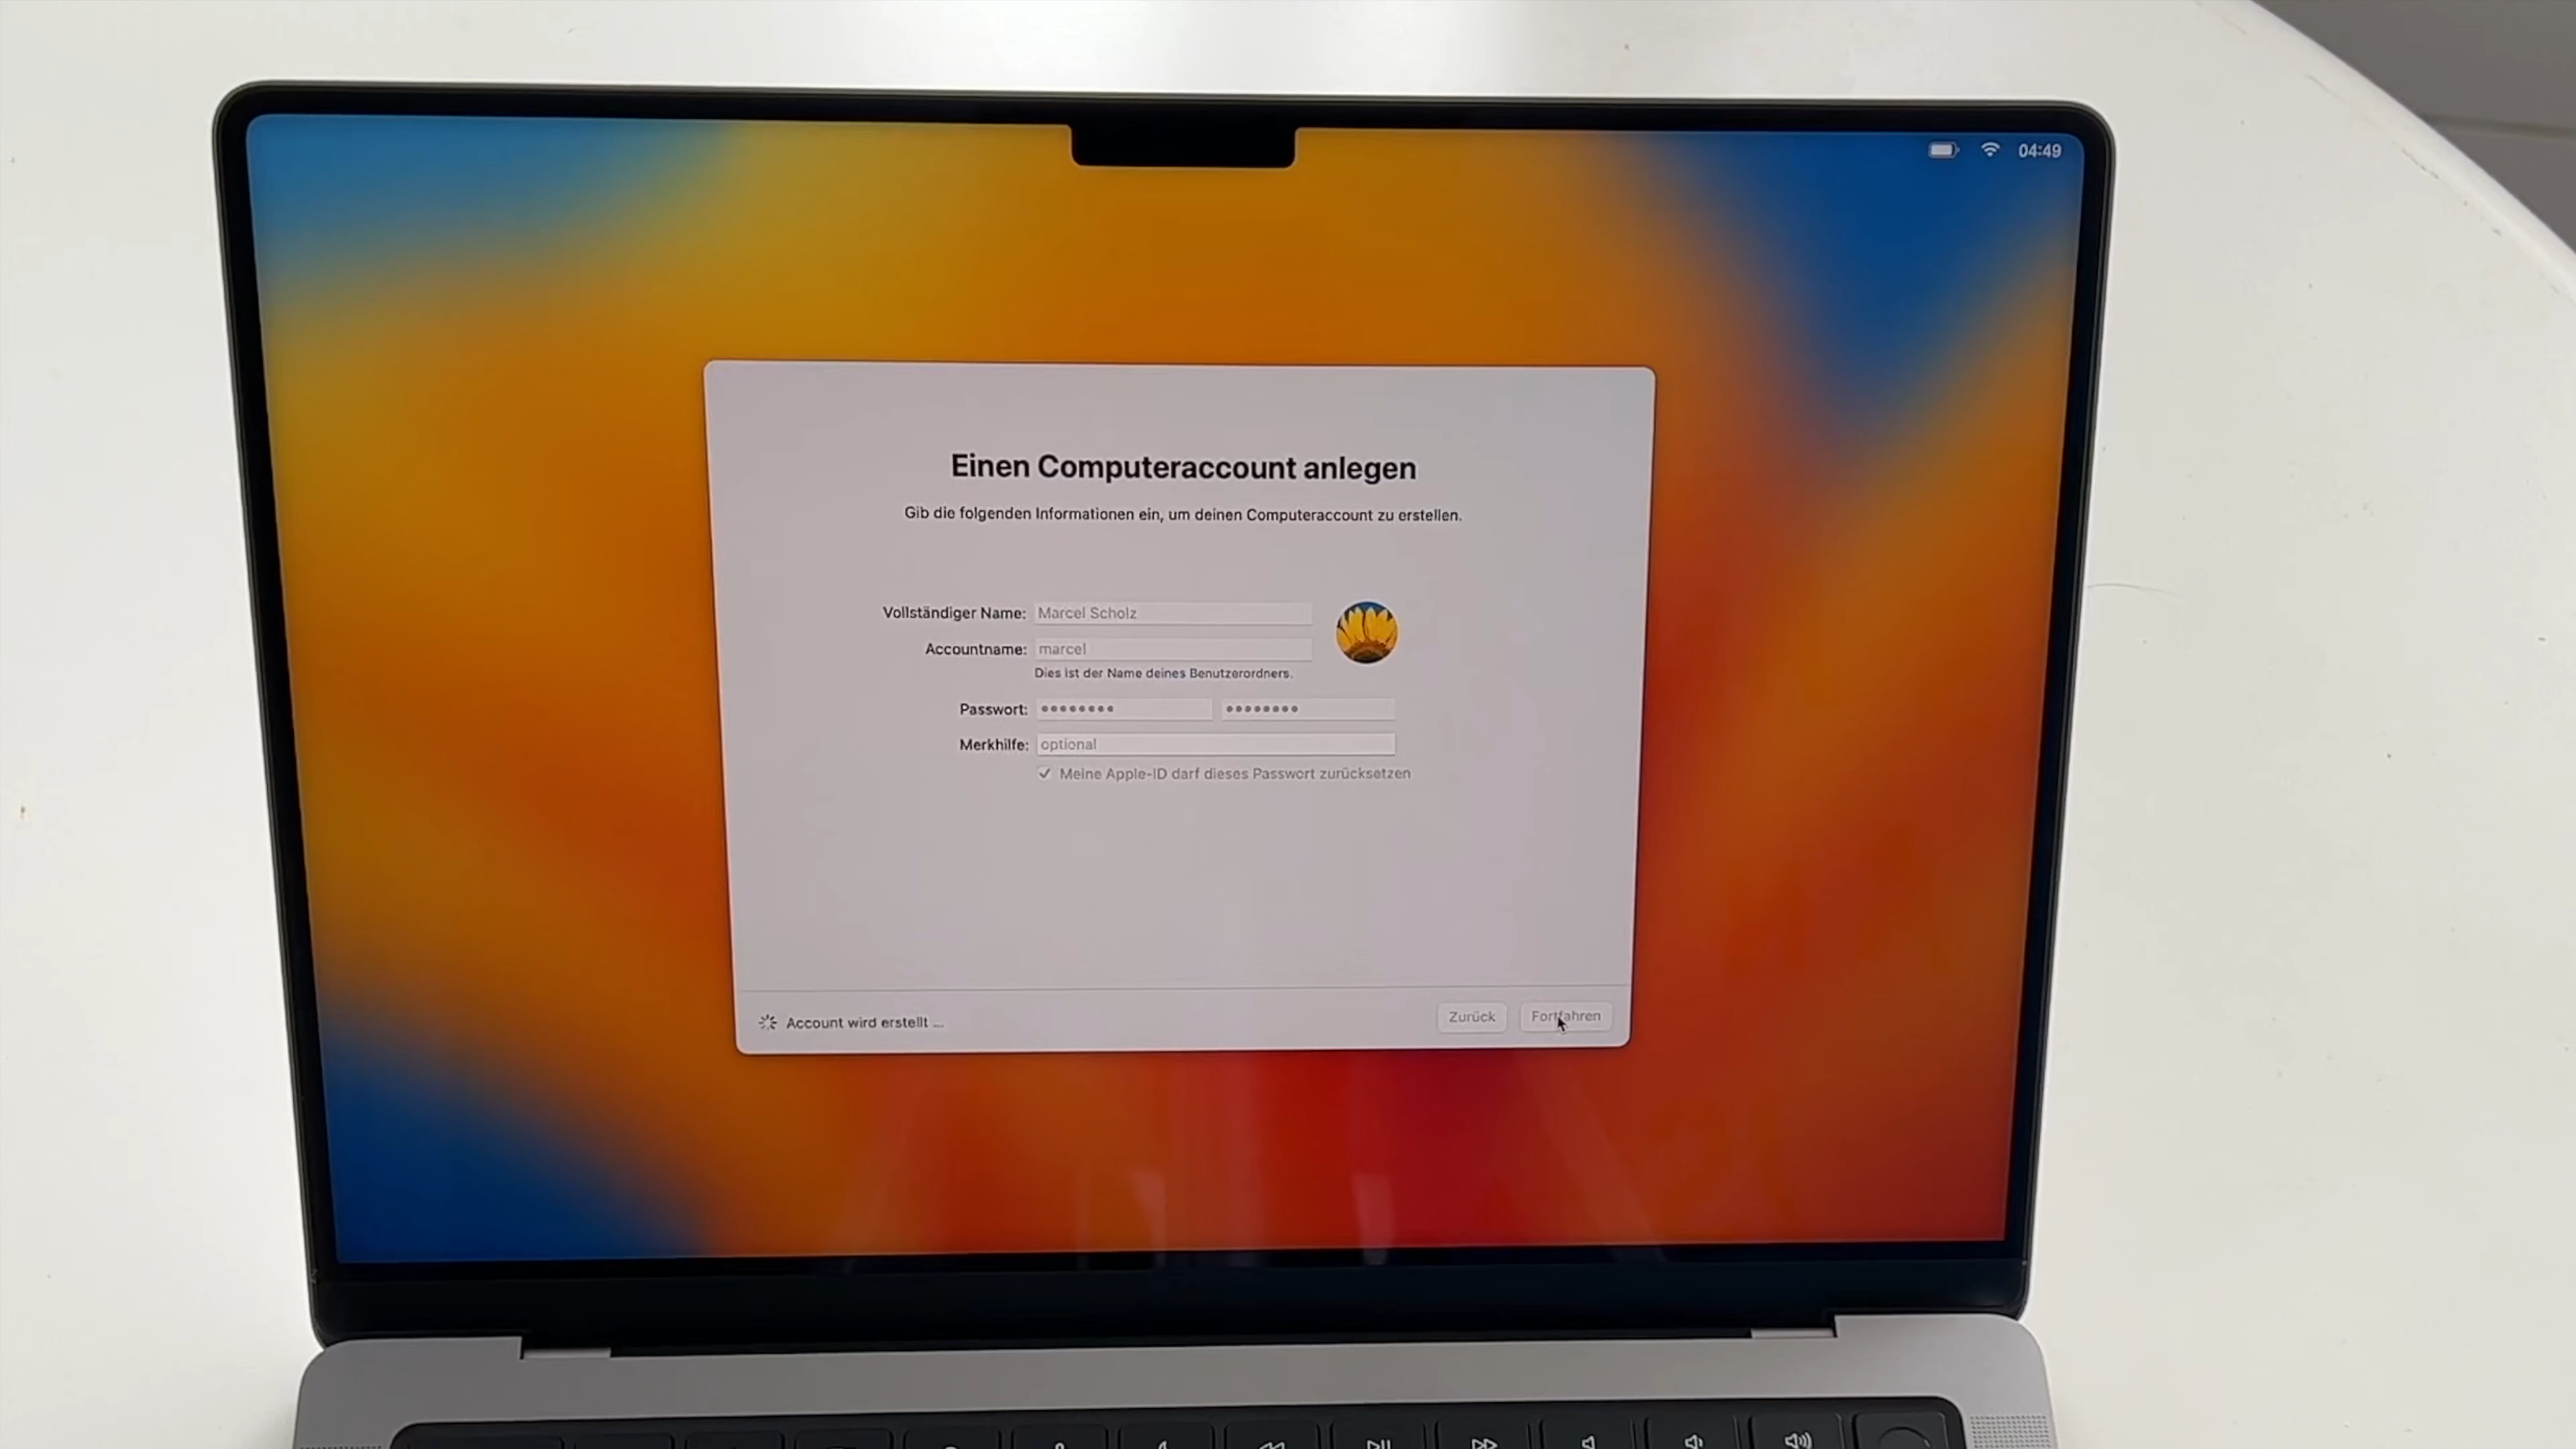 04:49
Einen Computeraccount anlegen
Gib die folgenden Informationen ein, um deinen Computeraccount zu erstellen.
Vollständiger Name: Marcel Scholz
Accountname: marcel
Dies ist der Name deines Benutzerordners.
Passwort: •••••••• ••••••••
Merkhilfe: optional
Meine Apple-ID darf dieses Passwort zurücksetzen
Account wird erstellt ...
Zurück Fortfahren